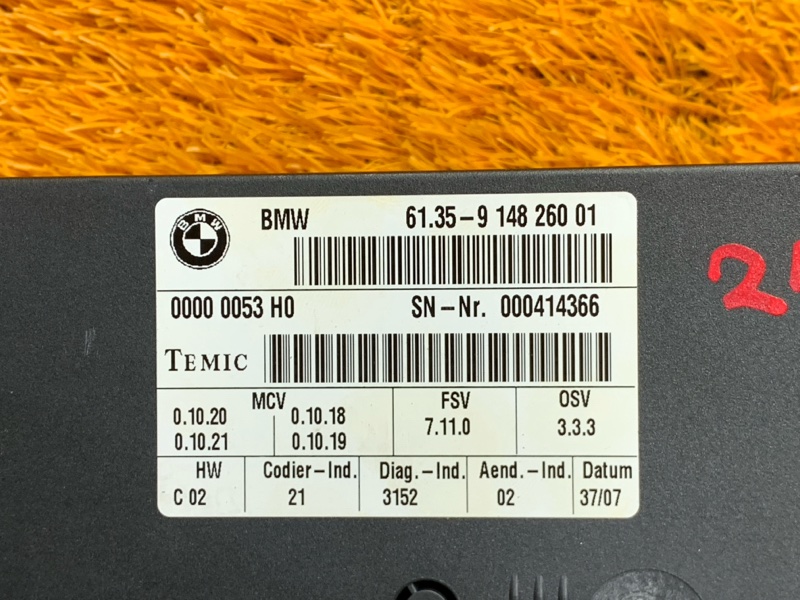 BMW
BMW 61.35-9 148 260 01
0000 0053 H0 SN-Nr. 000414366
TEMIC
MCV FSV OSV
0.10.20 0.10.18 7.11.0 3.3.3
0.10.21 0.10.19
HW Codier-Ind. Diag.-Ind. Aend.-Ind. Datum
C 02 21 3152 02 37/07